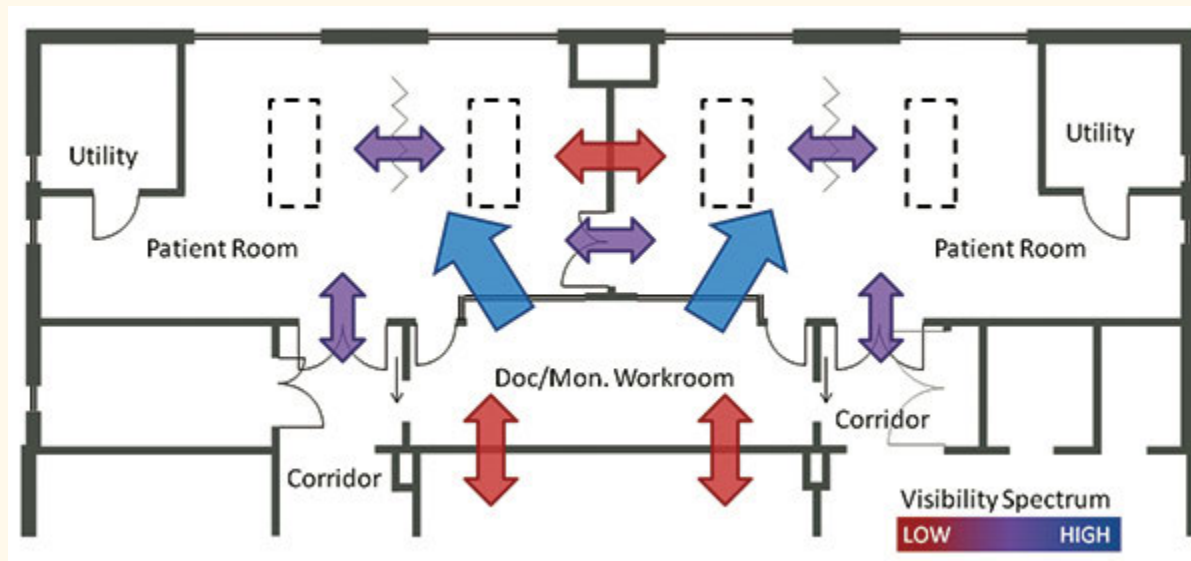 Utility
Utility
Patient Room
Patient Room
Doc/Mon. Workroom
Corridor
Corridor
Visibility Spectrum
LOW HIGH